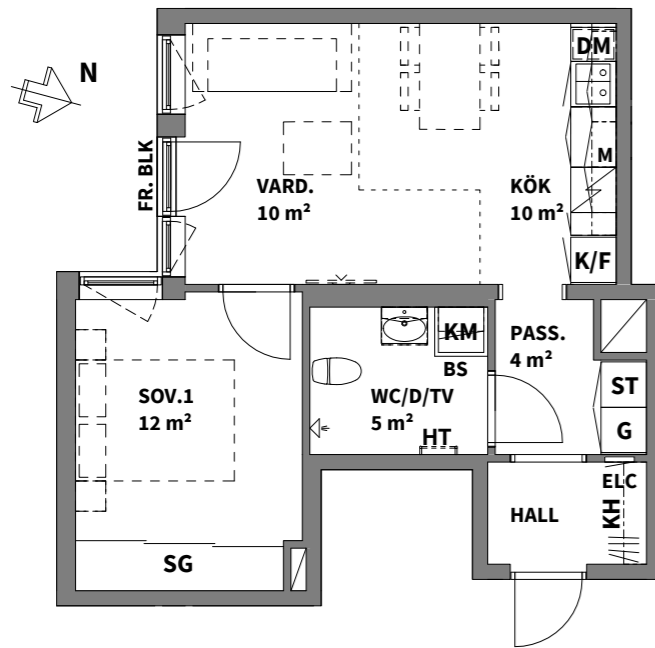 N
DM
FR. BLK
VARD.
10 m²
KÖK
10 m²
M
K/F
KM
BS
PASS.
4 m²
SOV.1
12 m²
WC/D/TV
5 m²
HT
ST
G
ELC
KH
HALL
SG